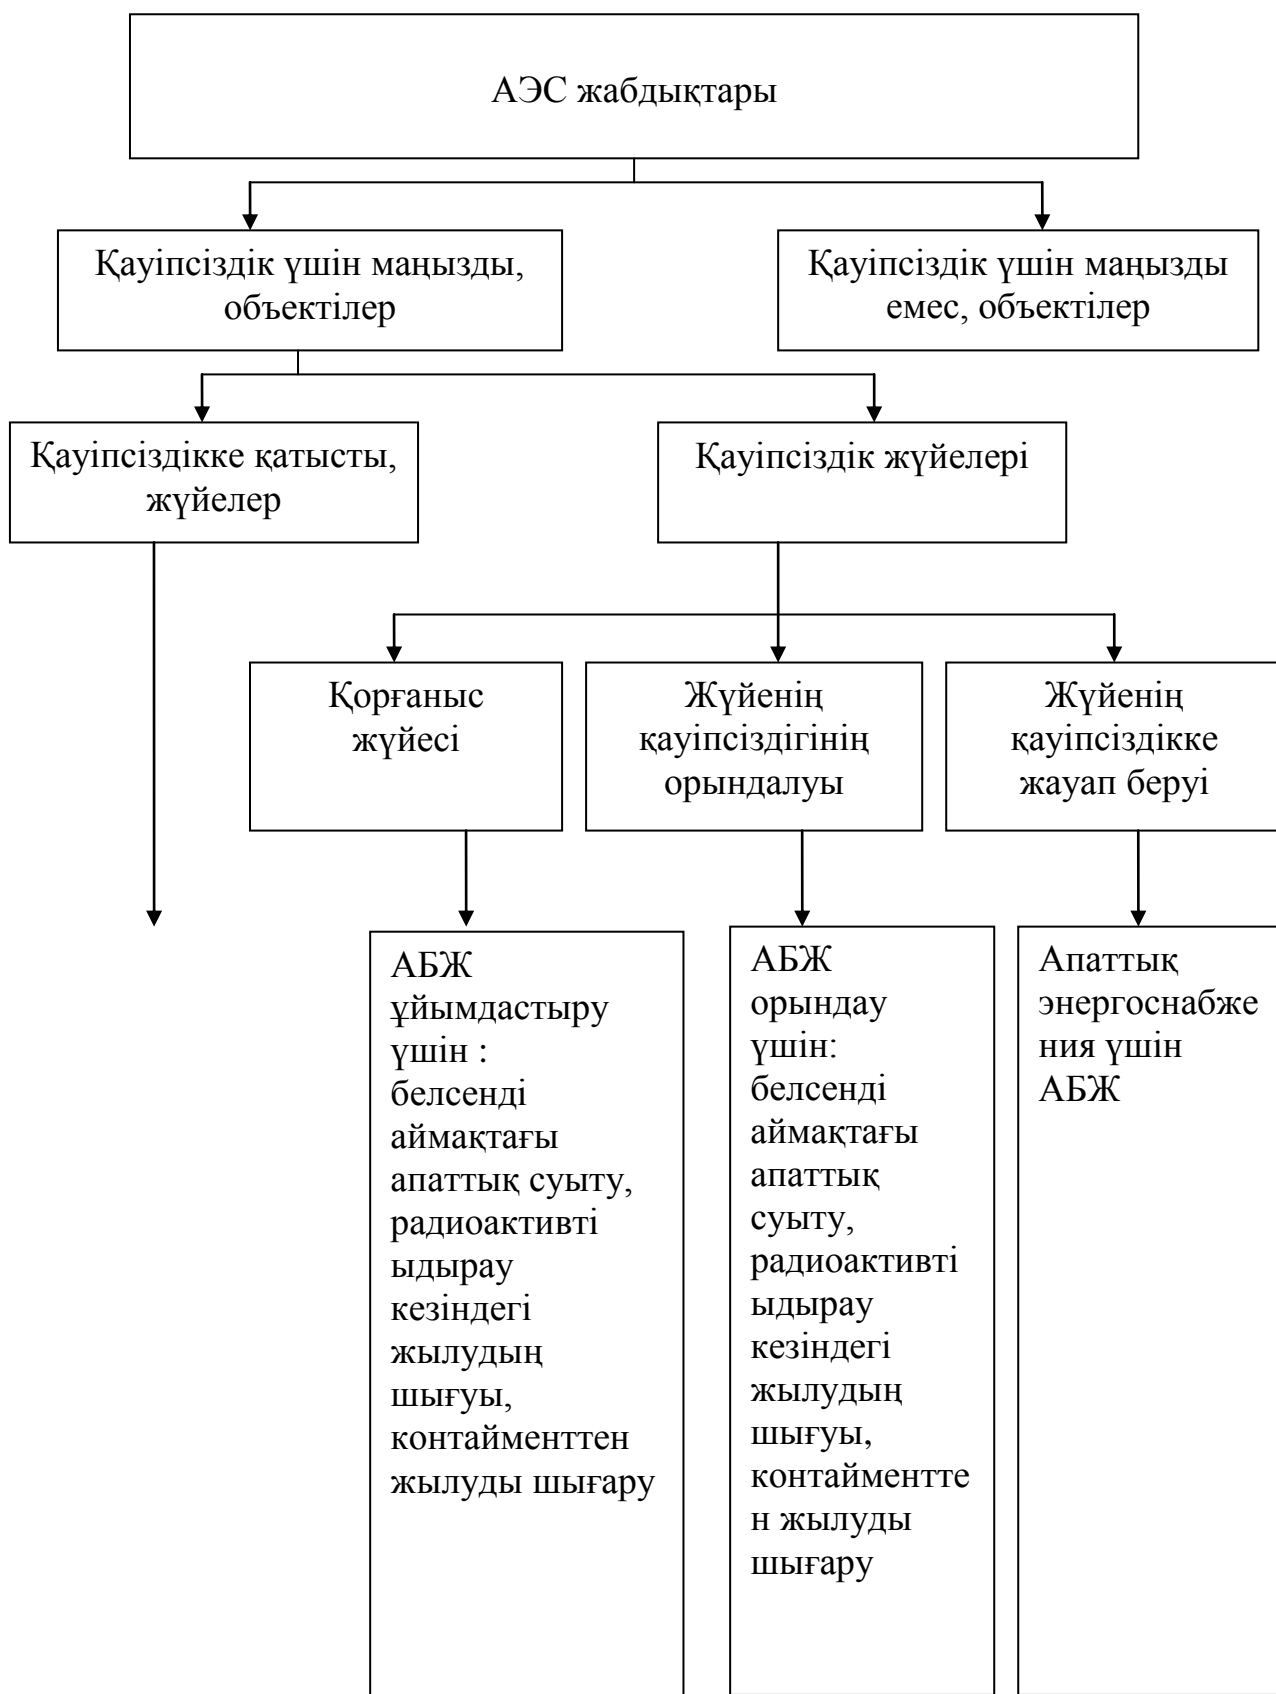 АЭС жабдықтары
Қауіпсіздік үшін маңызды,
объектілер
Қауіпсіздік үшін маңызды
емес, объектілер
Қауіпсіздікке қатысты,
жүйелер
Қауіпсіздік жүйелері
Қорғаныс
жүйесі
Жүйенің
қауіпсіздігінің
орындалуы
Жүйенің
қауіпсіздікке
жауап беруі
АБЖ
ұйымдастыру
үшін :
белсенді
аймақтағы
апаттық суыту,
радиоактивті
ыдырау
кезіндегі
жылудың
шығуы,
контайменттен
жылуды шығару
АБЖ
орындау
үшін:
белсенді
аймақтағы
апаттық
суыту,
радиоактивті
ыдырау
кезіндегі
жылудың
шығуы,
контайментте
н жылуды
шығару
Апаттық
энергоснабже
ния үшін
АБЖ